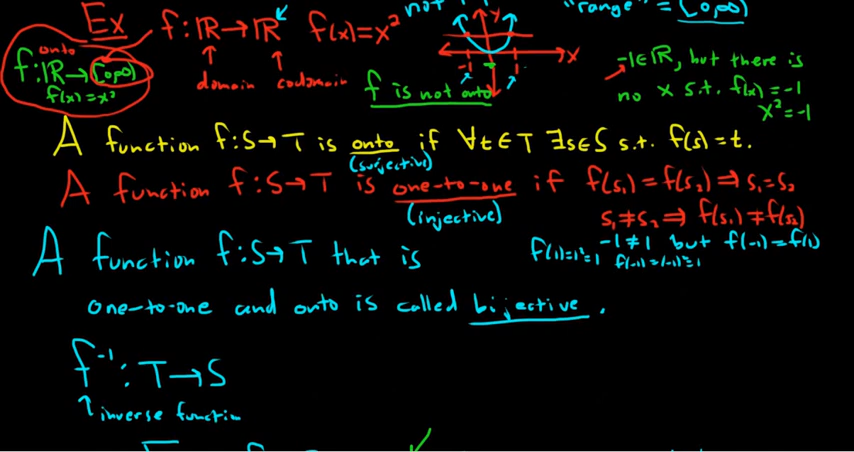 Ex f: ℝ → ℝ f(x) = x² not "range" = [0,∞)
onto
f: ℝ → [0,∞)
f(x) = x²
domain codomain
y
x
-1 1
f is not onto
-1 ∈ ℝ, but there is
no x s.t. f(x) = -1
x² = -1
A function f: S → T is onto if ∀t ∈ T ∃s ∈ S s.t. f(s) = t.
(surjective)
A function f: S → T is one-to-one if f(s₁) = f(s₂) ⇒ s₁ = s₂
(injective)
s₁ ≠ s₂ ⇒ f(s₁) ≠ f(s₂)
-1 ≠ 1 but f(-1) = f(1)
f(1) = 1² = 1 f(-1) = (-1)² = 1
A function f: S → T that is
one-to-one and onto is called bijective.
f⁻¹: T → S
inverse function